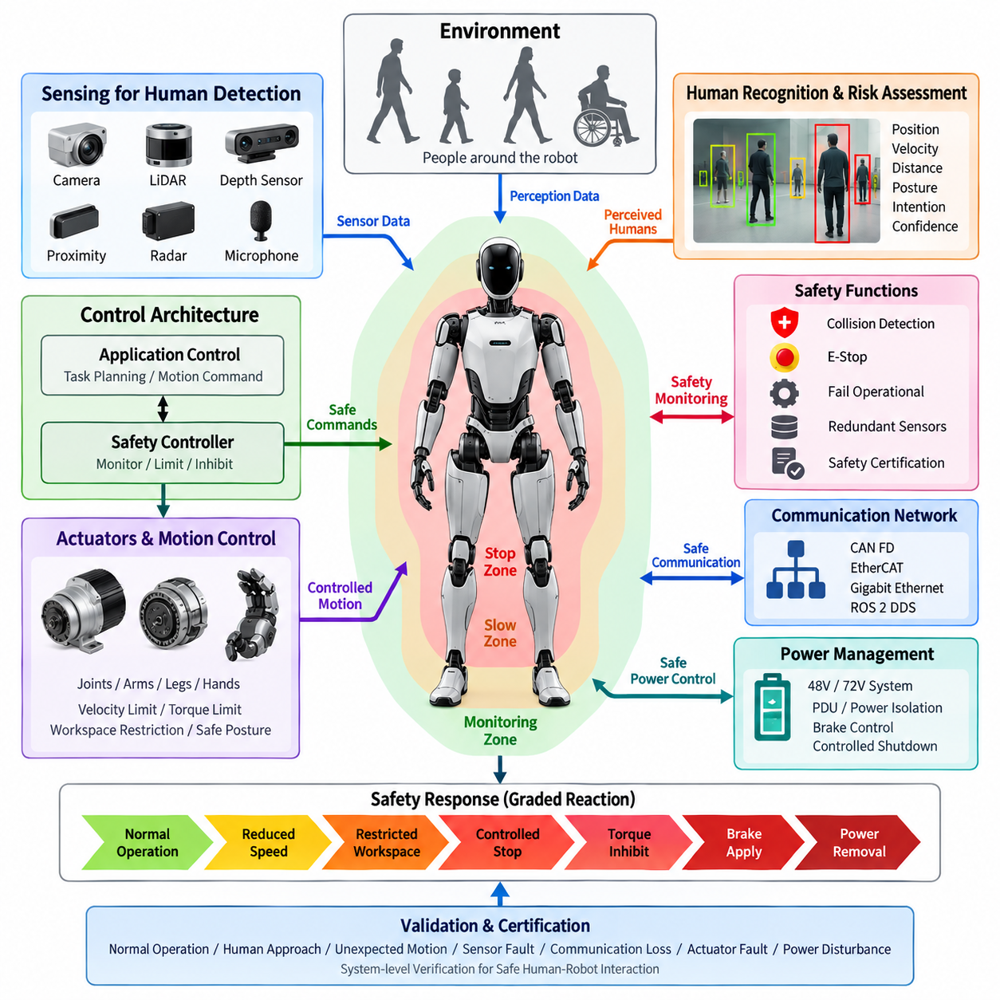 Environment
People around the robot
Sensing for Human Detection
Camera
LiDAR
Depth Sensor
Proximity
Radar
Microphone
Human Recognition & Risk Assessment
Position
Velocity
Distance
Posture
Intention
Confidence
Perception Data
Sensor Data
Perceived
Humans
Control Architecture
Application Control
Task Planning / Motion Command
Safety Controller
Monitor / Limit / Inhibit
Safe
Commands
Safety Functions
Collision Detection
E-Stop
Fail Operational
Redundant Sensors
Safety Certification
Safety
Monitoring
Actuators & Motion Control
Joints / Arms / Legs / Hands
Velocity Limit / Torque Limit
Workspace Restriction / Safe Posture
Controlled
Motion
Stop
Zone
Slow
Zone
Monitoring
Zone
Communication Network
CAN FD
EtherCAT
Gigabit Ethernet
ROS 2 DDS
Safe
Communication
Power Management
48V / 72V System
PDU / Power Isolation
Brake Control
Controlled Shutdown
Safe
Power Control
Safety Response (Graded Reaction)
Normal
Operation
Reduced
Speed
Restricted
Workspace
Controlled
Stop
Torque
Inhibit
Brake
Apply
Power
Removal
Validation & Certification
Normal Operation / Human Approach / Unexpected Motion / Sensor Fault / Communication Loss / Actuator Fault / Power Disturbance
System-level Verification for Safe Human-Robot Interaction